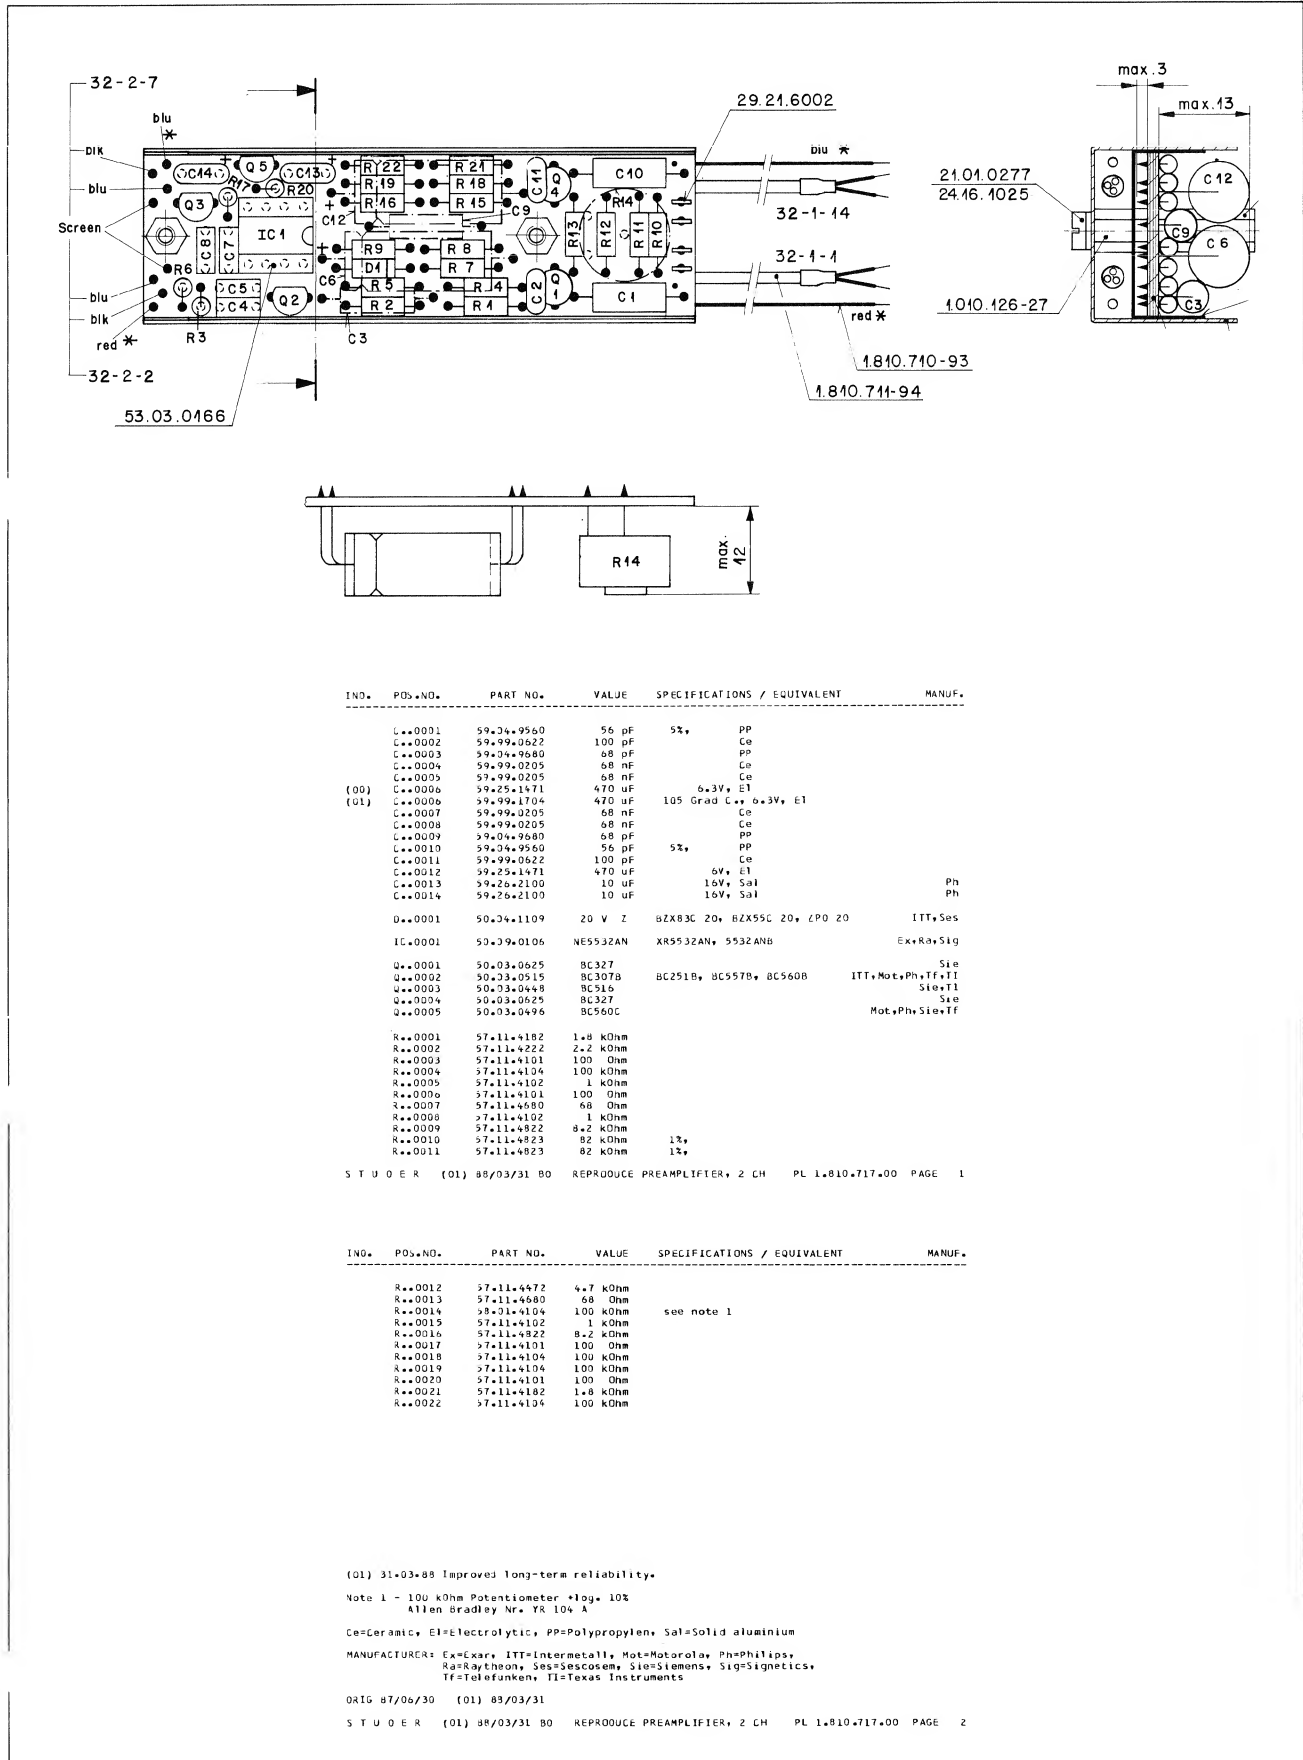 32-2-7
blu
*
blk
blu
Screen
blu
blk
red *
32-2-2
53.03.0166
R3
C14
Q5
C13
R17
R20
Q3
C8
C7
IC1
R6
C5
C4
Q2
R 22
R 21
R 19
R 18
R 16
R 15
C12
C9
R9
R 8
D1
R 7
C6
R 5
R 4
R 2
R 1
C3
C11
Q4
C10
R14
R13
R12
R11
R10
C2
Q1
C1
29.21.6002
blu *
32-1-14
32-1-1
red *
1.810.710-93
1.810.711-94
max.3
max.13
21.01.0277
24.16.1025
1.010.126-27
C12
C9
C6
C3
R14
max.
12
IND. POS.NO. PART NO. VALUE SPECIFICATIONS / EQUIVALENT MANUF.
C..0001 59.04.9560 56 pF 5%, PP
C..0002 59.99.0622 100 pF Ce
C..0003 59.04.9680 68 pF PP
C..0004 59.99.0205 68 nF Ce
C..0005 59.99.0205 68 nF Ce
(00) C..0006 59.25.1471 470 uF 6.3V, El
(01) C..0006 59.99.1704 470 uF 105 Grad C., 6.3V, El
C..0007 59.99.0205 68 nF Ce
C..0008 59.99.0205 68 nF Ce
C..0009 59.04.9680 68 pF PP
C..0010 59.04.9560 56 pF 5%, PP
C..0011 59.99.0622 100 pF Ce
C..0012 59.25.1471 470 uF 6V, El
C..0013 59.26.2100 10 uF 16V, Sal Ph
C..0014 59.26.2100 10 uF 16V, Sal Ph
D..0001 50.04.1109 20 V Z BZX83C 20, BZX55C 20, ZPD 20 ITT,Ses
IC.0001 50.09.0106 NE5532AN XR5532AN, 5532ANB Ex,Ra,Sig
Q..0001 50.03.0625 BC327 Sie
Q..0002 50.03.0515 BC307B BC251B, BC557B, BC560B ITT,Mot,Ph,Tf,TI
Q..0003 50.03.0448 BC516 Sie,TI
Q..0004 50.03.0625 BC327 Sie
Q..0005 50.03.0496 BC560C Mot,Ph,Sie,Tf
R..0001 57.11.4182 1.8 kOhm
R..0002 57.11.4222 2.2 kOhm
R..0003 57.11.4101 100 Ohm
R..0004 57.11.4104 100 kOhm
R..0005 57.11.4102 1 kOhm
R..0006 57.11.4101 100 Ohm
R..0007 57.11.4680 68 Ohm
R..0008 57.11.4102 1 kOhm
R..0009 57.11.4822 8.2 kOhm
R..0010 57.11.4823 82 kOhm 1%,
R..0011 57.11.4823 82 kOhm 1%,
S T U D E R (01) 88/03/31 BO REPRODUCE PREAMPLIFIER, 2 CH PL 1.810.717.00 PAGE 1
IND. POS.NO. PART NO. VALUE SPECIFICATIONS / EQUIVALENT MANUF.
R..0012 57.11.4472 4.7 kOhm
R..0013 57.11.4680 68 Ohm
R..0014 58.01.4104 100 kOhm see note 1
R..0015 57.11.4102 1 kOhm
R..0016 57.11.4822 8.2 kOhm
R..0017 57.11.4101 100 Ohm
R..0018 57.11.4104 100 kOhm
R..0019 57.11.4104 100 kOhm
R..0020 57.11.4101 100 Ohm
R..0021 57.11.4182 1.8 kOhm
R..0022 57.11.4104 100 kOhm
(01) 31.03.88 Improved long-term reliability.
Note 1 - 100 kOhm Potentiometer +log. 10%
Allen Bradley Nr. YR 104 A
Ce=Ceramic, El=Electrolytic, PP=Polypropylen, Sal=Solid aluminium
MANUFACTURER: Ex=Exar, ITT=Intermetall, Mot=Motorola, Ph=Philips,
Ra=Raytheon, Ses=Sescosem, Sie=Siemens, Sig=Signetics,
Tf=Telefunken, TI=Texas Instruments
ORIG 87/06/30 (01) 88/03/31
S T U D E R (01) 88/03/31 BO REPRODUCE PREAMPLIFIER, 2 CH PL 1.810.717.00 PAGE 2